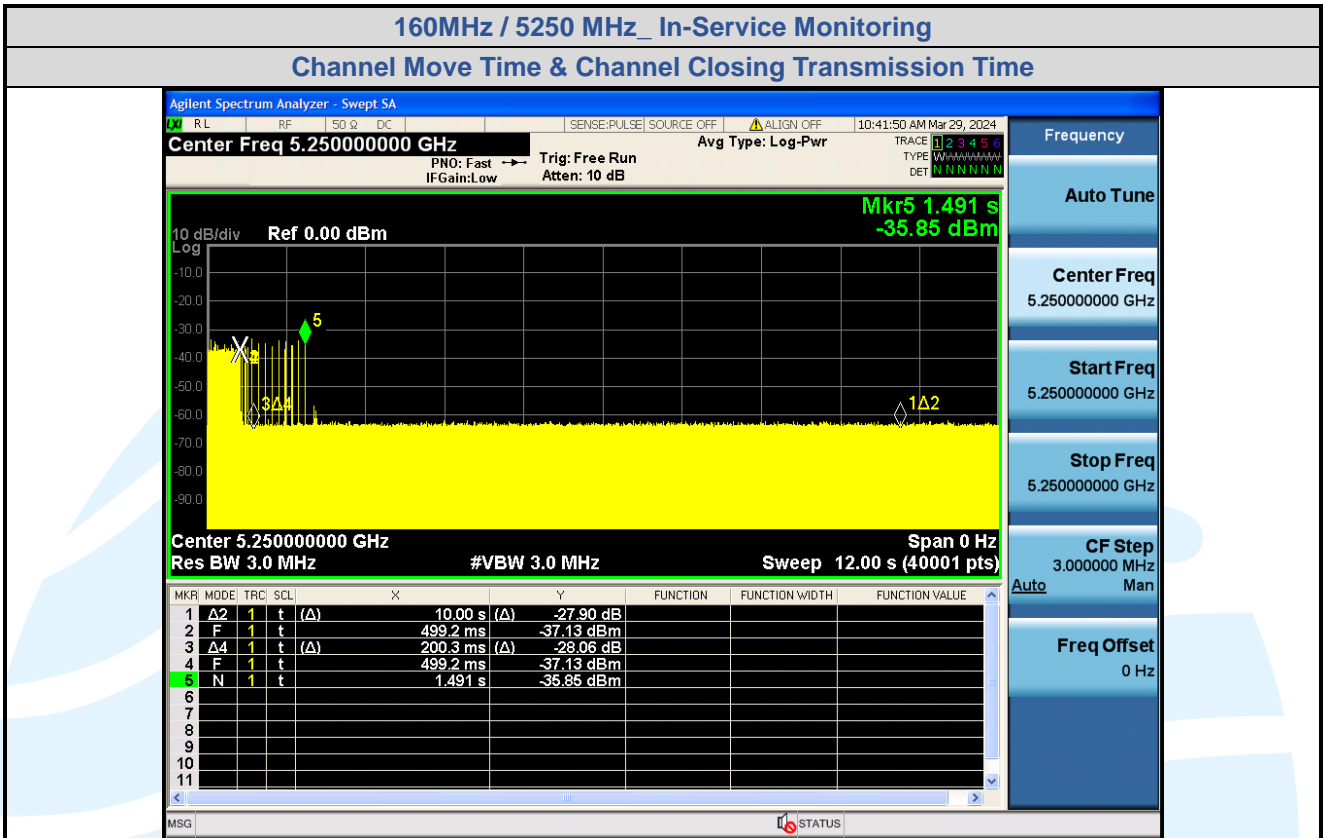 160MHz / 5250 MHz_ In-Service Monitoring
Channel Move Time & Channel Closing Transmission Time
Agilent Spectrum Analyzer - Swept SA
LXI RL RF 50 Ω DC SENSE:PULSE SOURCE OFF ALIGN OFF 10:41:50 AM Mar 29, 2024
Center Freq 5.250000000 GHz
PNO: Fast
IFGain:Low
Trig: Free Run
Atten: 10 dB
Avg Type: Log-Pwr
TRACE 1 2 3 4 5 6
TYPE
DET N N N N N N
Mkr5 1.491 s
-35.85 dBm
10 dB/div Ref 0.00 dBm
Log
-10.0
-20.0
-30.0
-40.0
-50.0
-60.0
-70.0
-80.0
-90.0
5
3Δ4
1Δ2
Center 5.250000000 GHz Span 0 Hz
Res BW 3.0 MHz #VBW 3.0 MHz Sweep 12.00 s (40001 pts)
MKR MODE TRC SCL X Y FUNCTION FUNCTION WIDTH FUNCTION VALUE
1 Δ2 1 t (Δ) 10.00 s (Δ) -27.90 dB
2 F 1 t 499.2 ms -37.13 dBm
3 Δ4 1 t (Δ) 200.3 ms (Δ) -28.06 dB
4 F 1 t 499.2 ms -37.13 dBm
5 N 1 t 1.491 s -35.85 dBm
6
7
8
9
10
11
MSG STATUS
Frequency
Auto Tune
Center Freq
5.250000000 GHz
Start Freq
5.250000000 GHz
Stop Freq
5.250000000 GHz
CF Step
3.000000 MHz
Auto Man
Freq Offset
0 Hz